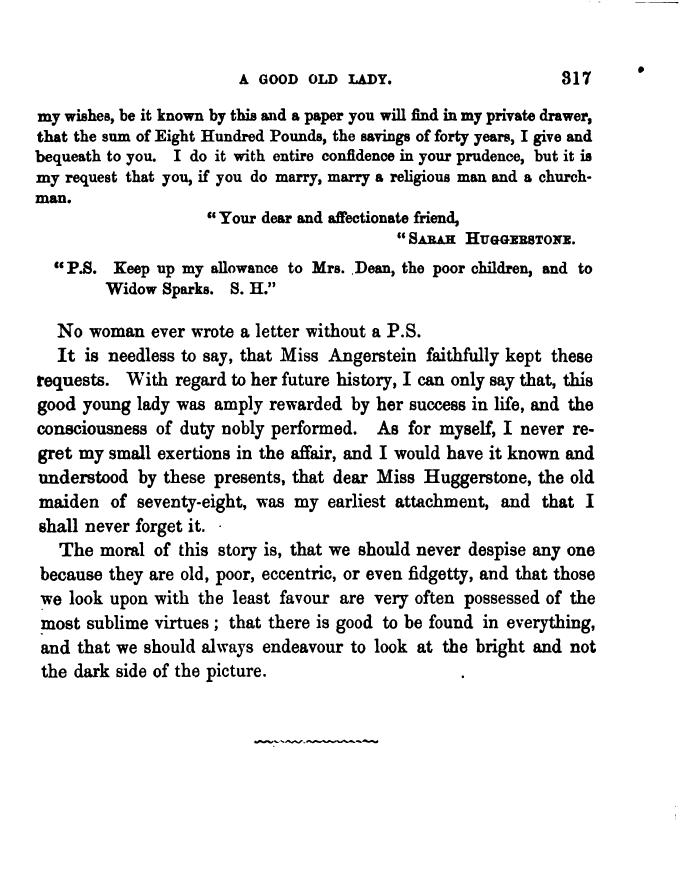 A GOOD OLD LADY. 317
my wishes, be it known by this and a paper you will find in my private drawer,
that the sum of Eight Hundred Pounds, the savings of forty years, I give and
bequeath to you. I do it with entire confidence in your prudence, but it is
my request that you, if you do marry, marry a religious man and a church-
man.
"Your dear and affectionate friend,
"SARAH HUGGERSTONE.
"P.S. Keep up my allowance to Mrs. Dean, the poor children, and to
Widow Sparks. S. H."
No woman ever wrote a letter without a P.S.
It is needless to say, that Miss Angerstein faithfully kept these
requests. With regard to her future history, I can only say that, this
good young lady was amply rewarded by her success in life, and the
consciousness of duty nobly performed. As for myself, I never re-
gret my small exertions in the affair, and I would have it known and
understood by these presents, that dear Miss Huggerstone, the old
maiden of seventy-eight, was my earliest attachment, and that I
shall never forget it.
The moral of this story is, that we should never despise any one
because they are old, poor, eccentric, or even fidgetty, and that those
we look upon with the least favour are very often possessed of the
most sublime virtues; that there is good to be found in everything,
and that we should always endeavour to look at the bright and not
the dark side of the picture.